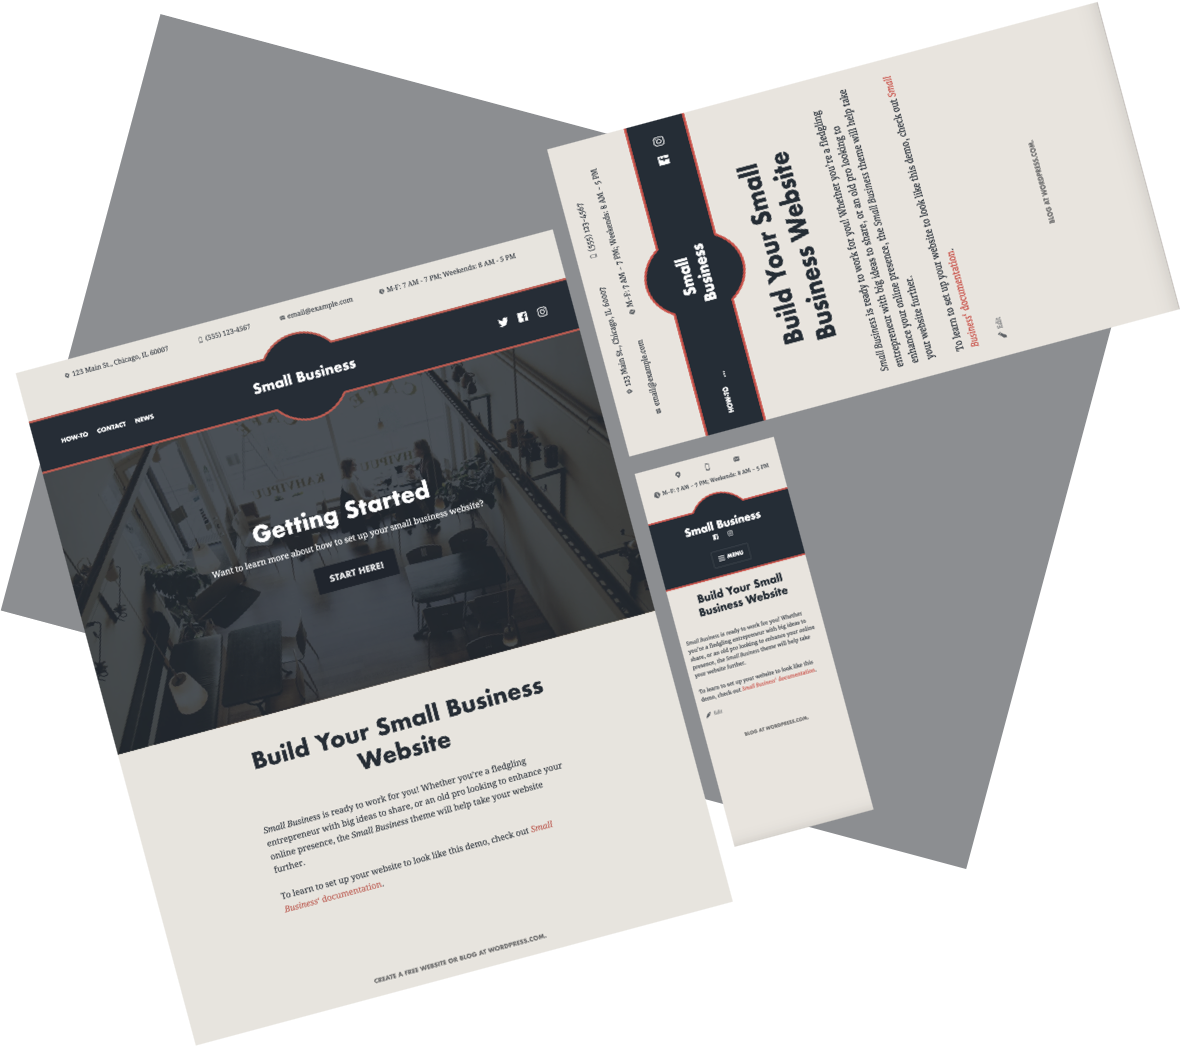 123 Main St., Chicago, IL 60007
(555) 123-4567
email@example.com
M-F: 7 AM - 7 PM; Weekends: 8 AM - 5 PM
HOW-TO CONTACT NEWS
Small Business
Getting Started
Want to learn more about how to set up your small business website?
START HERE!
Build Your Small Business
Website
Small Business is ready to work for you! Whether you're a fledgling
entrepreneur with big ideas to share, or an old pro looking to enhance your
online presence, the Small Business theme will help take your website
further.
To learn to set up your website to look like this demo, check out Small
Business' documentation.
CREATE A FREE WEBSITE OR BLOG AT WORDPRESS.COM.
123 Main St., Chicago, IL 60007
(555) 123-4567
email@example.com
M-F: 7 AM - 7 PM; Weekends: 8 AM - 5 PM
HOW-TO ...
Small
Business
Build Your Small
Business Website
Small Business is ready to work for you! Whether you're a fledgling
entrepreneur with big ideas to share, or an old pro looking to
enhance your online presence, the Small Business theme will help take
your website further.
To learn to set up your website to look like this demo, check out Small
Business' documentation.
Edit
BLOG AT WORDPRESS.COM.
M-F: 7 AM - 7 PM; Weekends: 8 AM - 5 PM
Small Business
MENU
Build Your Small
Business Website
Small Business is ready to work for you! Whether
you're a fledgling entrepreneur with big ideas to
share, or an old pro looking to enhance your online
presence, the Small Business theme will help take
your website further.
To learn to set up your website to look like this
demo, check out Small Business' documentation.
Edit
BLOG AT WORDPRESS.COM.